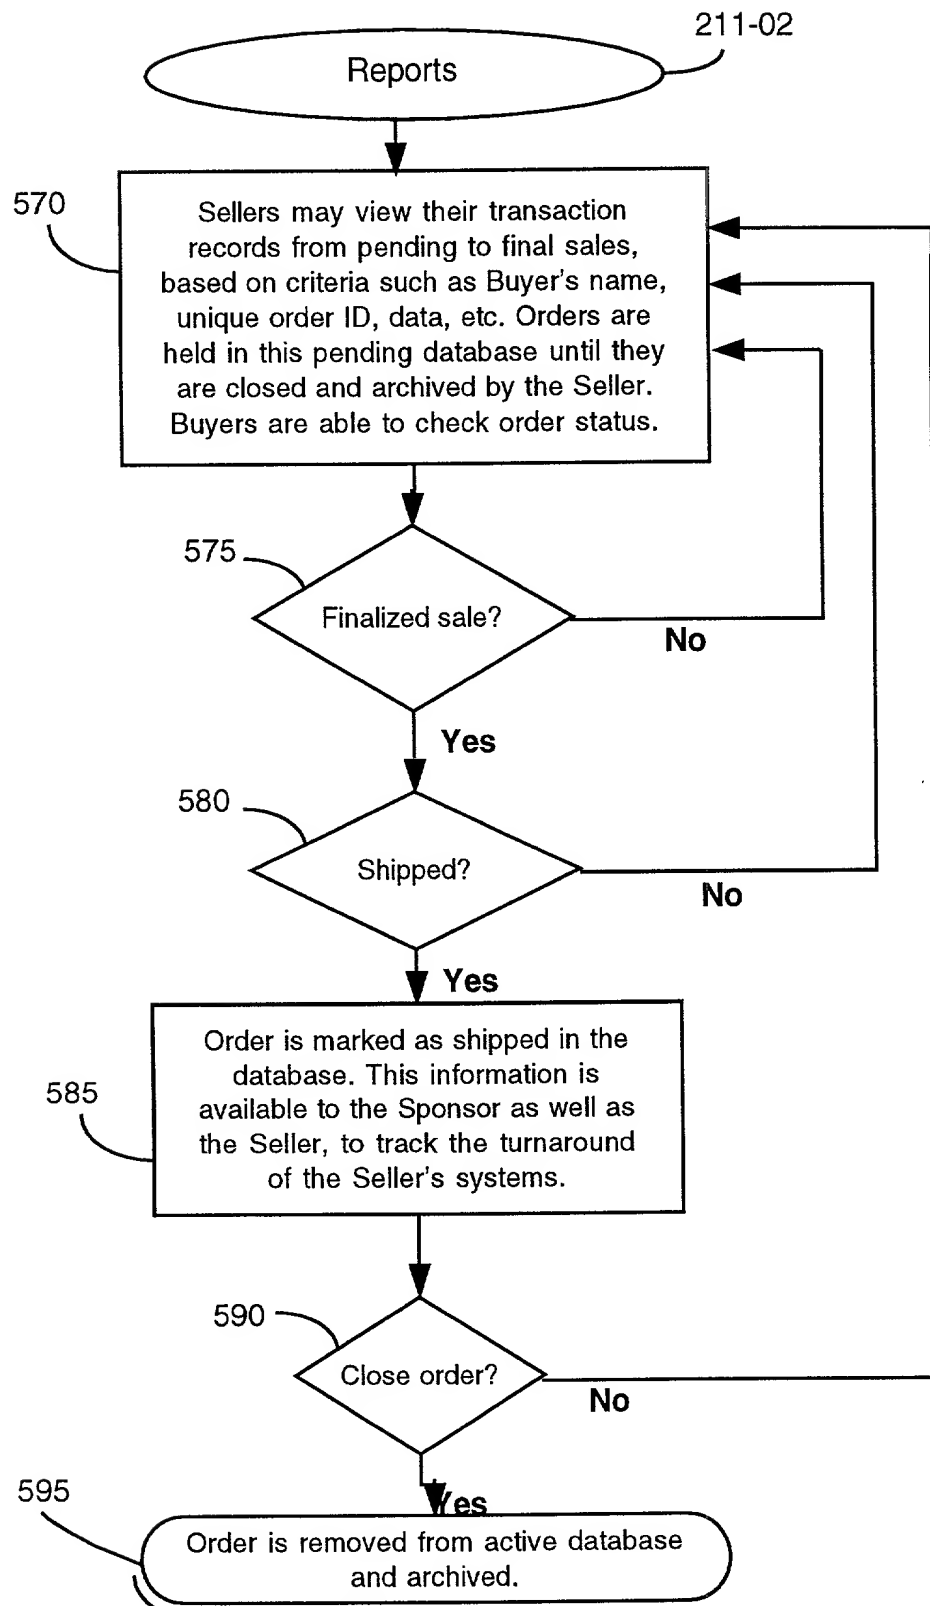 211-02
Reports
570
Sellers may view their transaction
records from pending to final sales,
based on criteria such as Buyer's name,
unique order ID, data, etc. Orders are
held in this pending database until they
are closed and archived by the Seller.
Buyers are able to check order status.
575
Finalized sale?
No
Yes
580
Shipped?
No
Yes
585
Order is marked as shipped in the
database. This information is
available to the Sponsor as well as
the Seller, to track the turnaround
of the Seller's systems.
590
Close order?
No
Yes
595
Order is removed from active database
and archived.